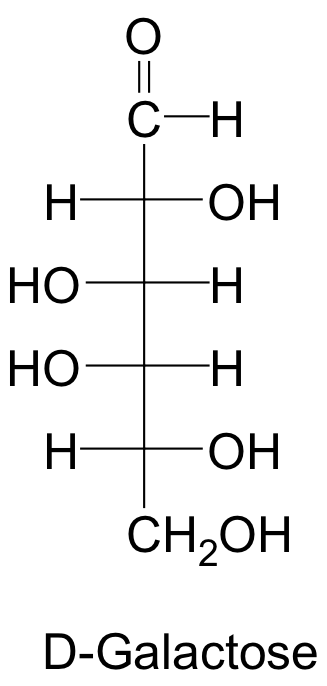 O
C H
H OH
HO H
HO H
H OH
CH₂OH
D-Galactose